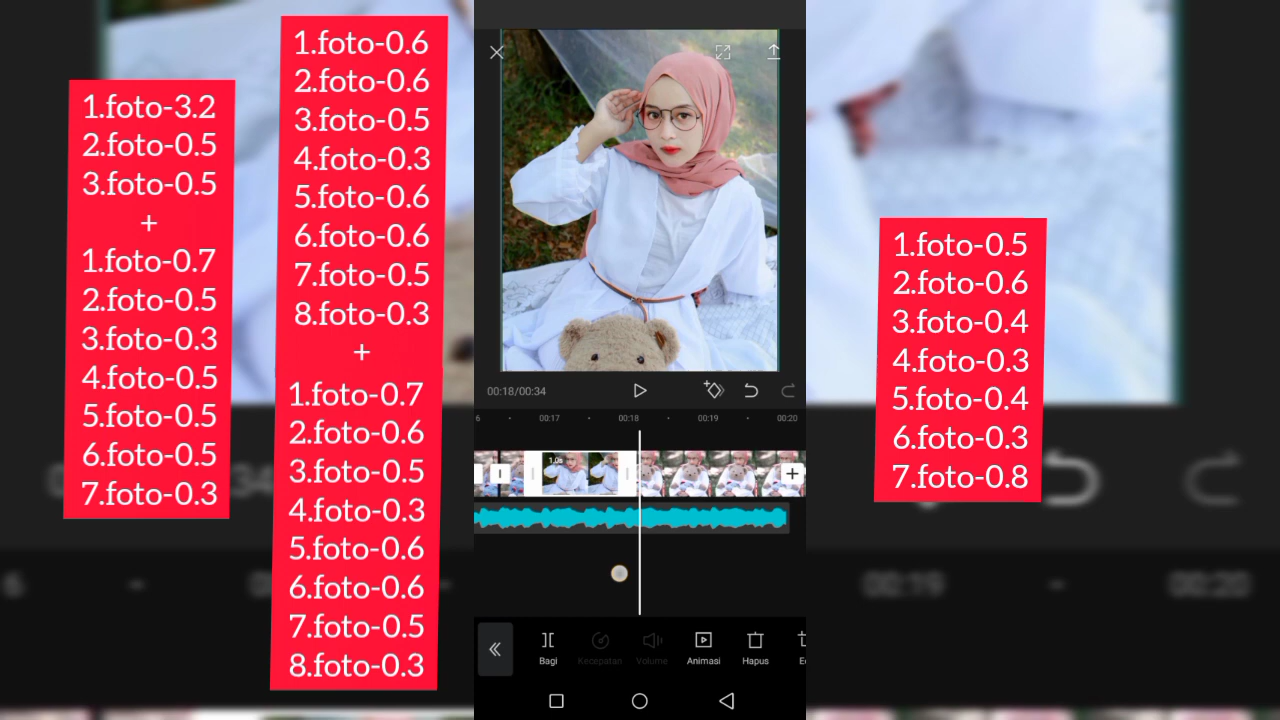 1.foto-3.2
2.foto-0.5
3.foto-0.5
+
1.foto-0.7
2.foto-0.5
3.foto-0.3
4.foto-0.5
5.foto-0.5
6.foto-0.5
7.foto-0.3
1.foto-0.6
2.foto-0.6
3.foto-0.5
4.foto-0.3
5.foto-0.6
6.foto-0.6
7.foto-0.5
8.foto-0.3
+
1.foto-0.7
2.foto-0.6
3.foto-0.5
4.foto-0.3
5.foto-0.6
6.foto-0.6
7.foto-0.5
8.foto-0.3
00:18/00:34
6 00:17 00:18 00:19 00:20
1.0s
Bagi Kecepatan Volume Animasi Hapus
1.foto-0.5
2.foto-0.6
3.foto-0.4
4.foto-0.3
5.foto-0.4
6.foto-0.3
7.foto-0.8
00:19 00:20